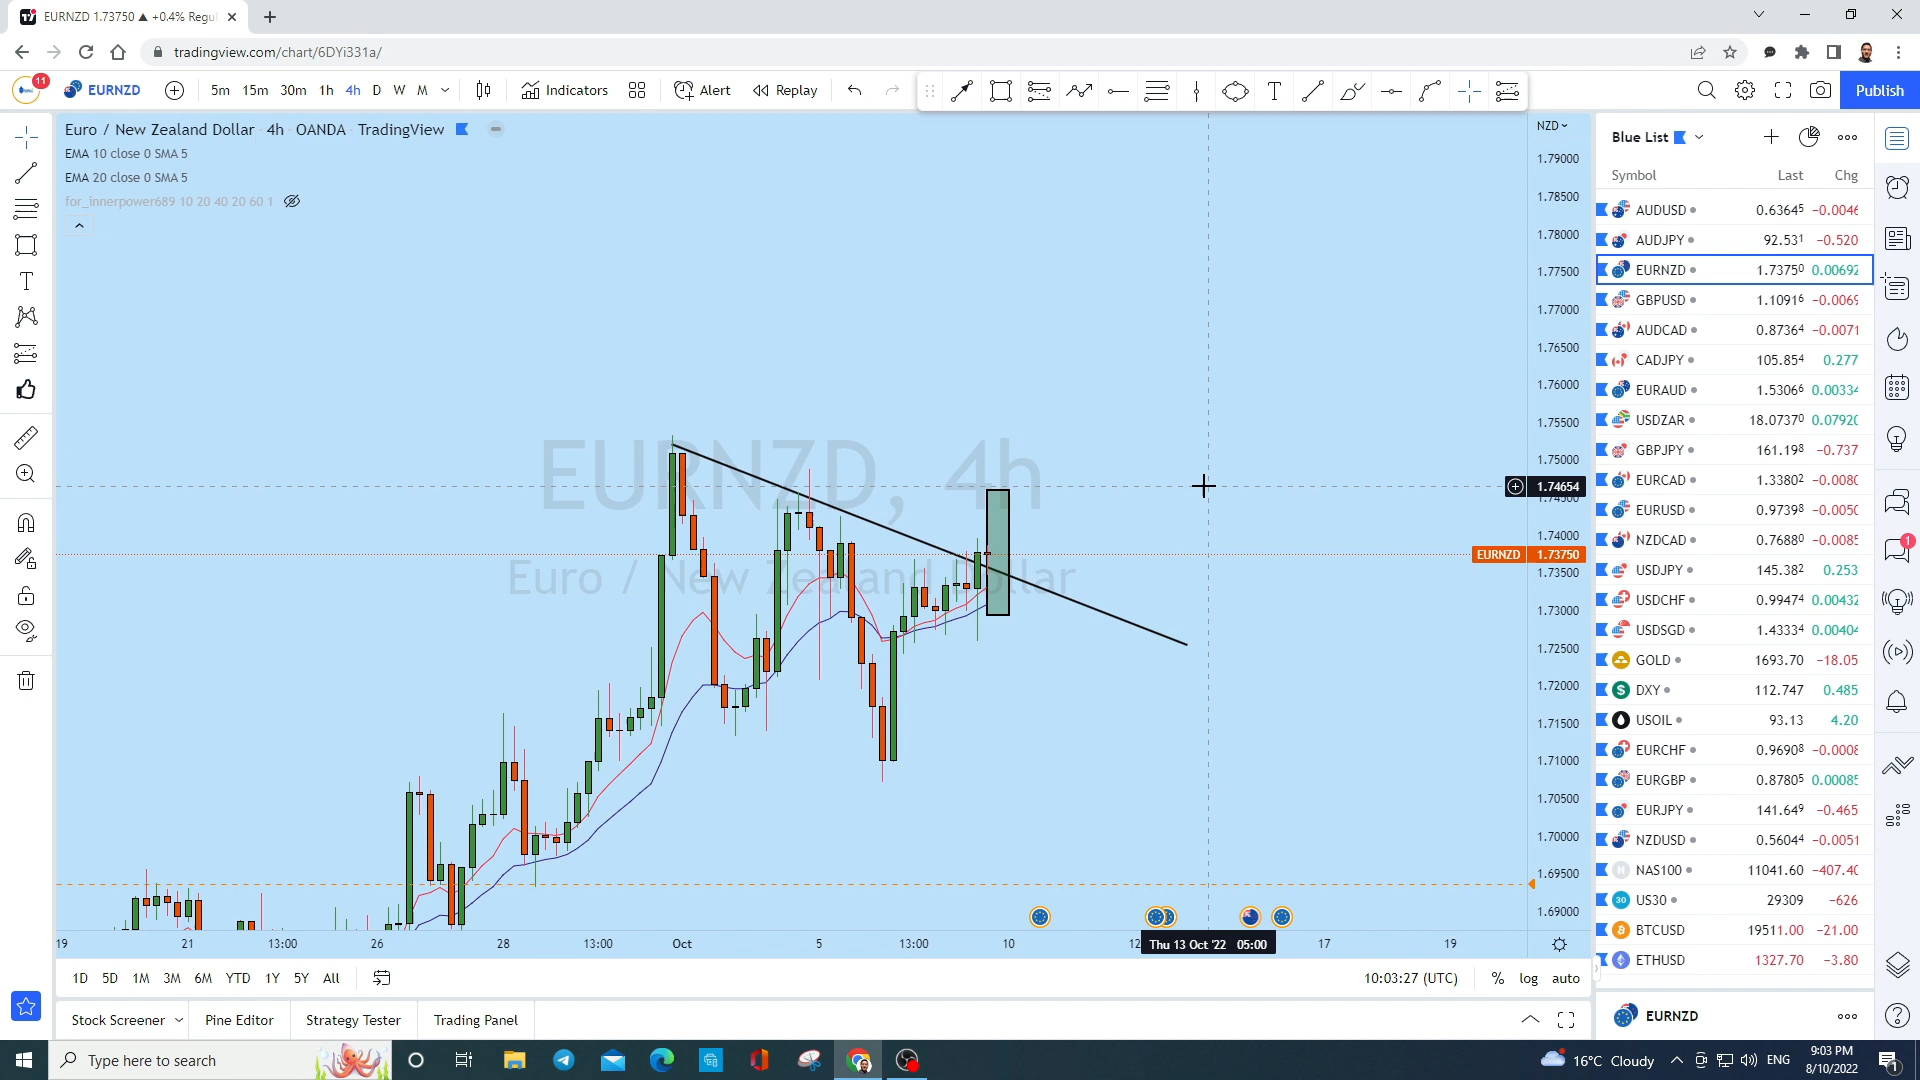 EURNZD 1.73750 ▲ +0.4% Regu
tradingview.com/chart/6DYi331a/
11
EURNZD
5m 15m 30m 1h 4h D W M
Indicators
Alert
Replay
Publish
Euro / New Zealand Dollar 4h OANDA TradingView
EMA 10 close 0 SMA 5
EMA 20 close 0 SMA 5
for_innerpower689 10 20 40 20 60 1
EURNZD, 4h
Euro / New Zealand Dollar
NZD
1.79000
1.78500
1.78000
1.77500
1.77000
1.76500
1.76000
1.75500
1.75000
1.74654
1.74500
1.74000
EURNZD 1.73750
1.73500
1.73000
1.72500
1.72000
1.71500
1.71000
1.70500
1.70000
1.69500
1.69000
19 21 13:00 26 28 13:00 Oct 5 13:00 10 12 Thu 13 Oct '22 05:00 17 19
1D 5D 1M 3M 6M YTD 1Y 5Y All
10:03:27 (UTC) % log auto
Stock Screener Pine Editor Strategy Tester Trading Panel
Blue List
Symbol Last Chg
AUDUSD 0.63645 −0.0046
AUDJPY 92.531 −0.520
EURNZD 1.73750 0.00692
GBPUSD 1.10916 −0.0069
AUDCAD 0.87364 −0.0071
CADJPY 105.854 0.277
EURAUD 1.53066 0.00334
USDZAR 18.07370 0.07920
GBPJPY 161.198 −0.737
EURCAD 1.33802 −0.0080
EURUSD 0.97398 −0.0050
NZDCAD 0.76880 −0.0085
USDJPY 145.382 0.253
USDCHF 0.99474 0.00432
USDSGD 1.43334 0.00404
GOLD 1693.70 −18.05
DXY 112.747 0.485
USOIL 93.13 4.20
EURCHF 0.96908 −0.0008
EURGBP 0.87805 0.00085
EURJPY 141.649 −0.465
NZDUSD 0.56044 −0.0051
NAS100 11041.60 −407.40
30 US30 29309 −626
BTCUSD 19511.00 −21.00
ETHUSD 1327.70 −3.80
EURNZD
1
Type here to search
16°C Cloudy
ENG
9:03 PM
8/10/2022
1